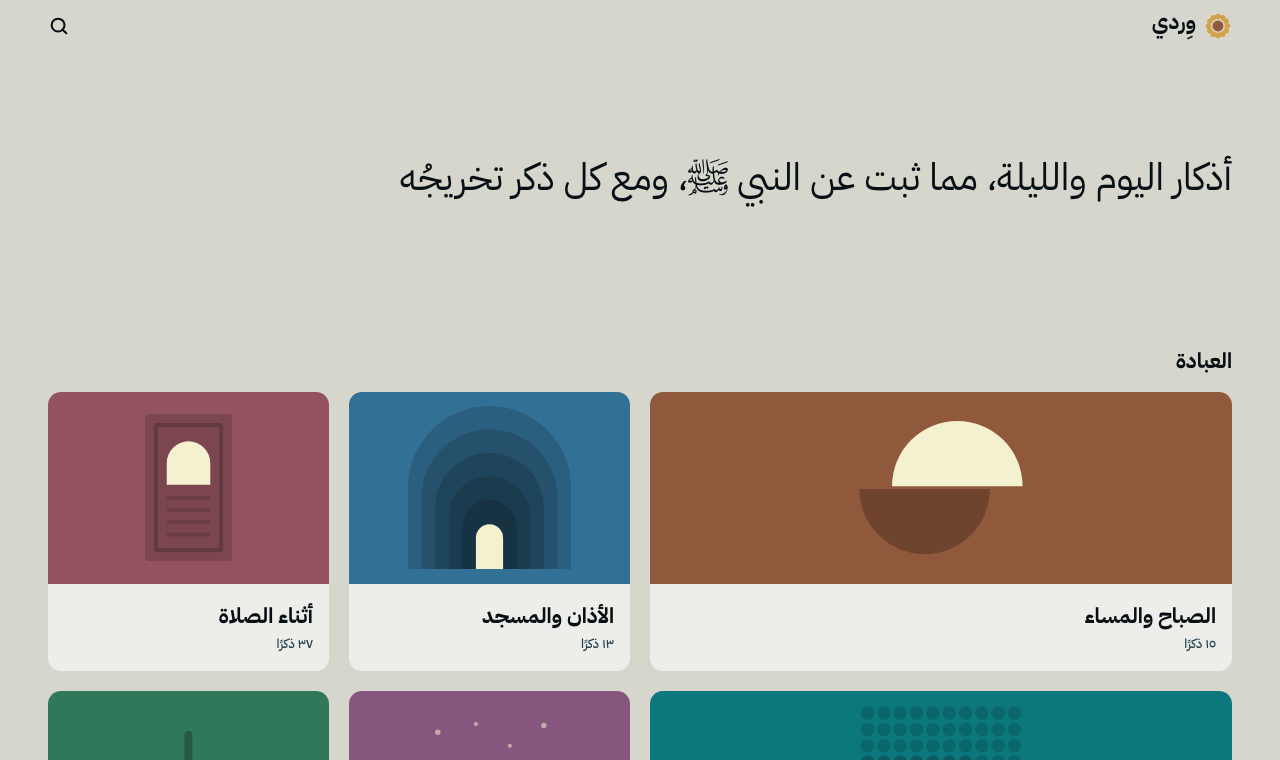 وِردي
أذكار اليوم والليلة، مما ثبت عن النبي ﷺ، ومع كل ذكر تخريجُه
العبادة
الصباح والمساء
١٥ ذكرًا
الأذان والمسجد
١٣ ذكرًا
أثناء الصلاة
٣٧ ذكرًا